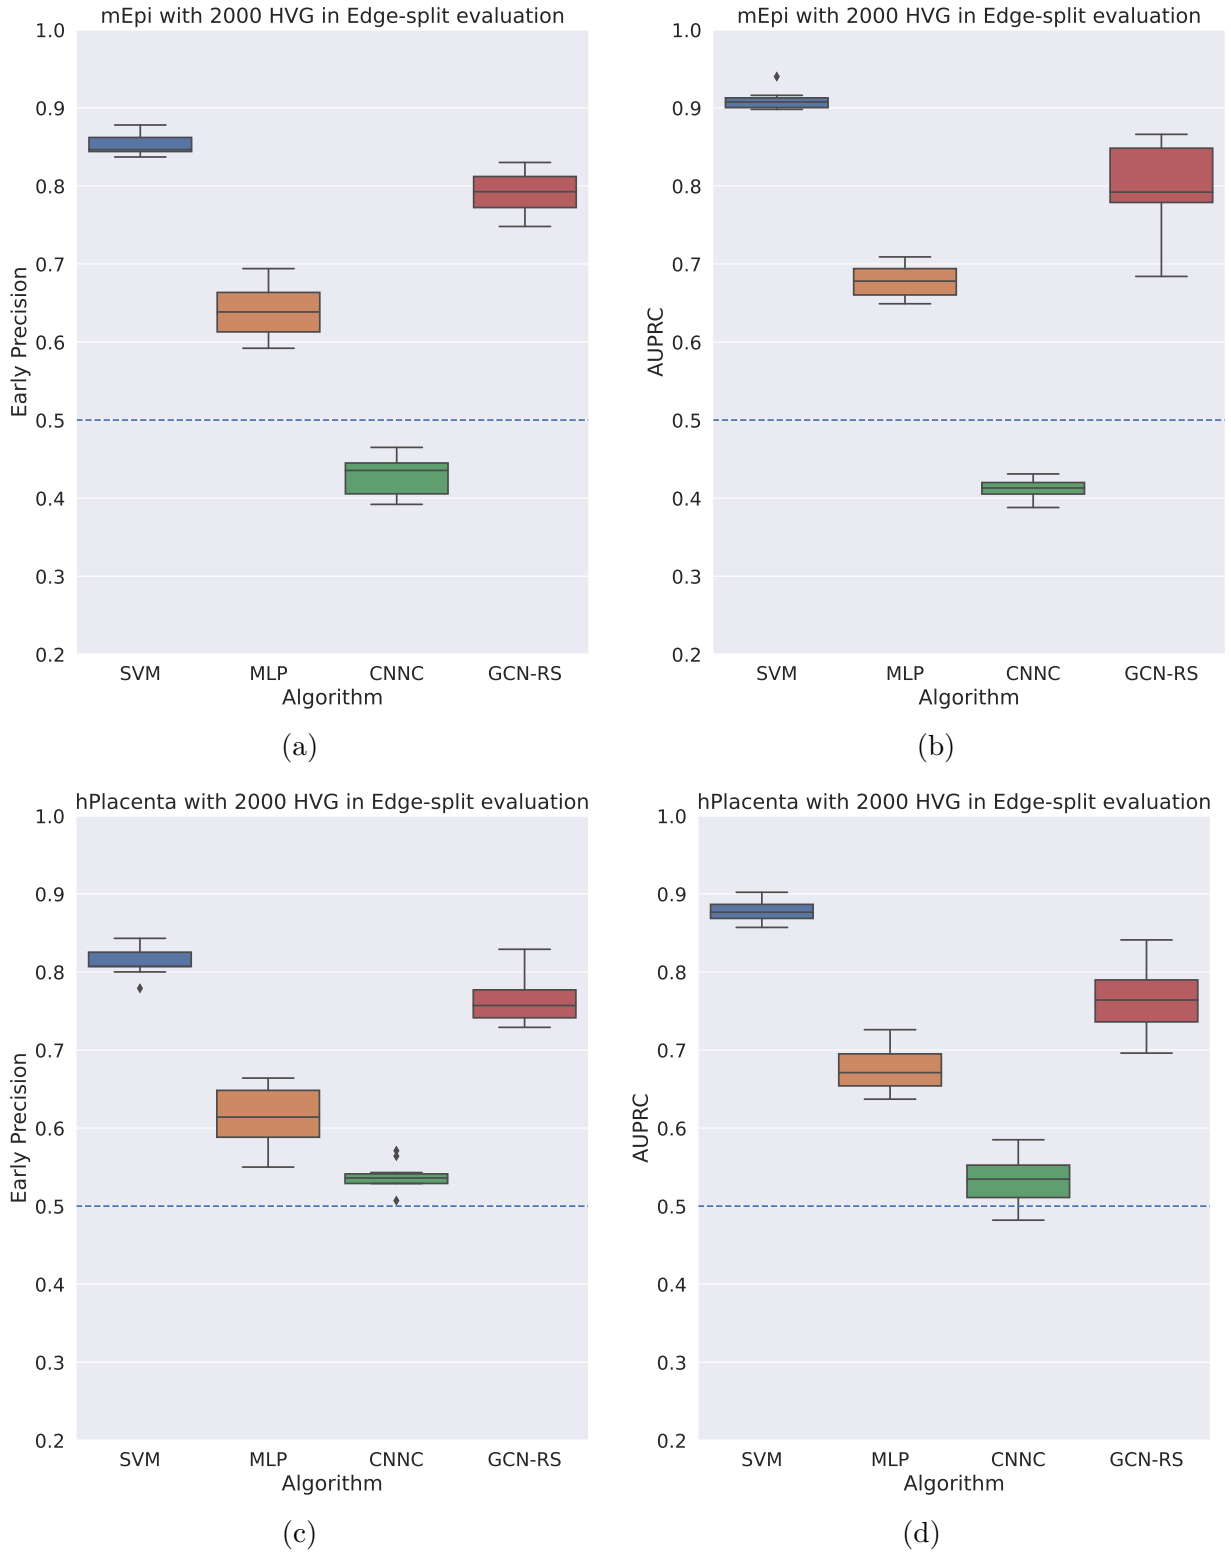 mEpi with 2000 HVG in Edge-split evaluation
1.0
0.9
0.8
0.7
0.6
0.5
0.4
0.3
0.2
Early Precision
SVM MLP CNNC GCN-RS
Algorithm
(a)
mEpi with 2000 HVG in Edge-split evaluation
1.0
0.9
0.8
0.7
0.6
0.5
0.4
0.3
0.2
AUPRC
SVM MLP CNNC GCN-RS
Algorithm
(b)
hPlacenta with 2000 HVG in Edge-split evaluation
1.0
0.9
0.8
0.7
0.6
0.5
0.4
0.3
0.2
Early Precision
SVM MLP CNNC GCN-RS
Algorithm
(c)
hPlacenta with 2000 HVG in Edge-split evaluation
1.0
0.9
0.8
0.7
0.6
0.5
0.4
0.3
0.2
AUPRC
SVM MLP CNNC GCN-RS
Algorithm
(d)